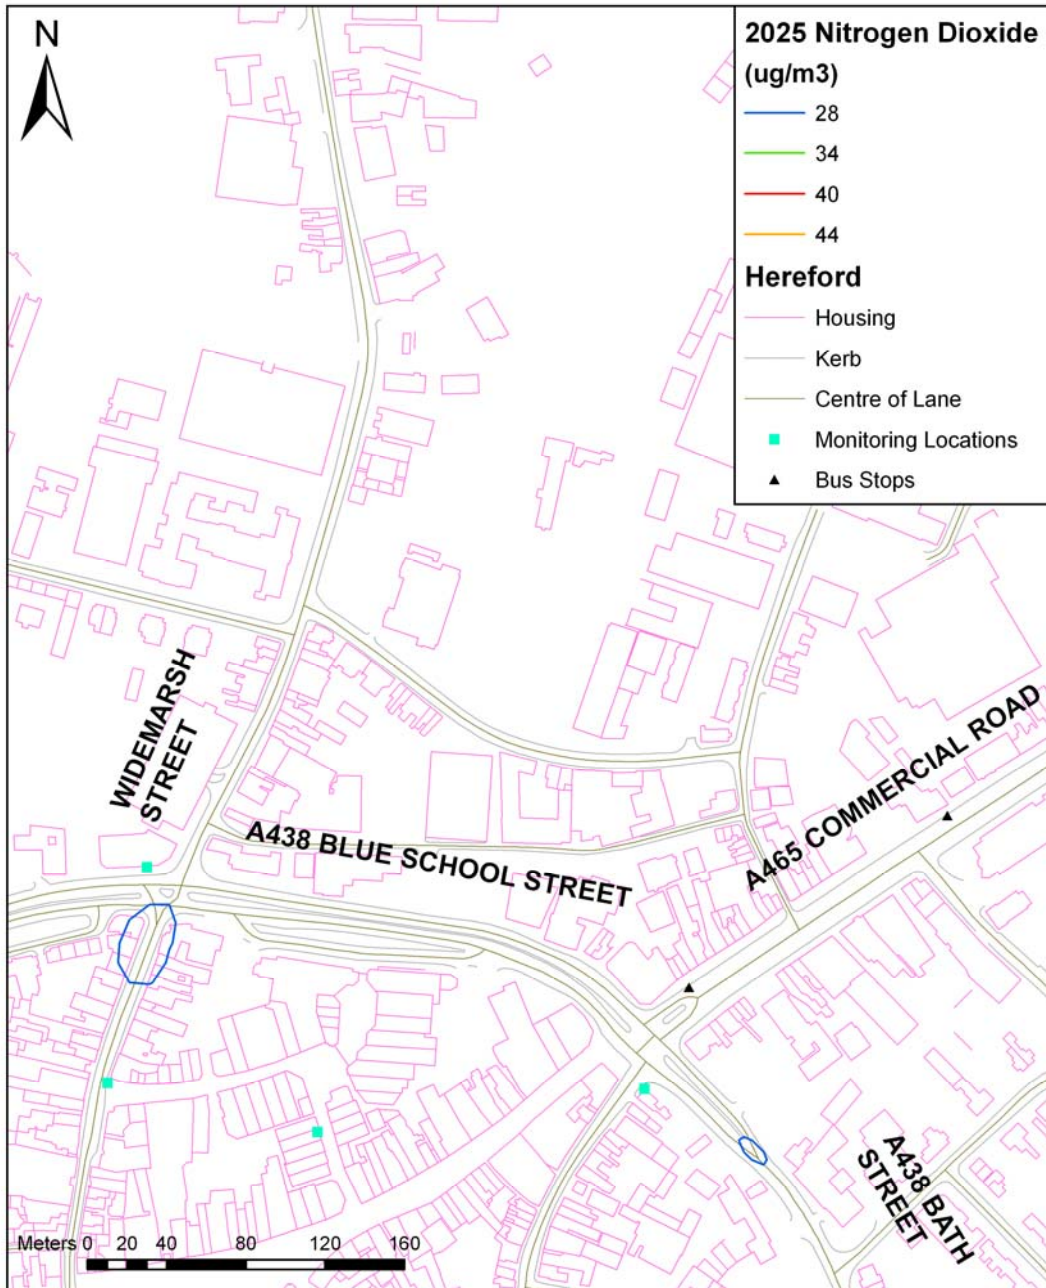 N
2025 Nitrogen Dioxide
(ug/m3)
28
34
40
44
Hereford
Housing
Kerb
Centre of Lane
Monitoring Locations
Bus Stops
WIDEMARSH
STREET
A438 BLUE SCHOOL STREET
A465 COMMERCIAL ROAD
A438 BATH
STREET
Meters 0 20 40 80 120 160